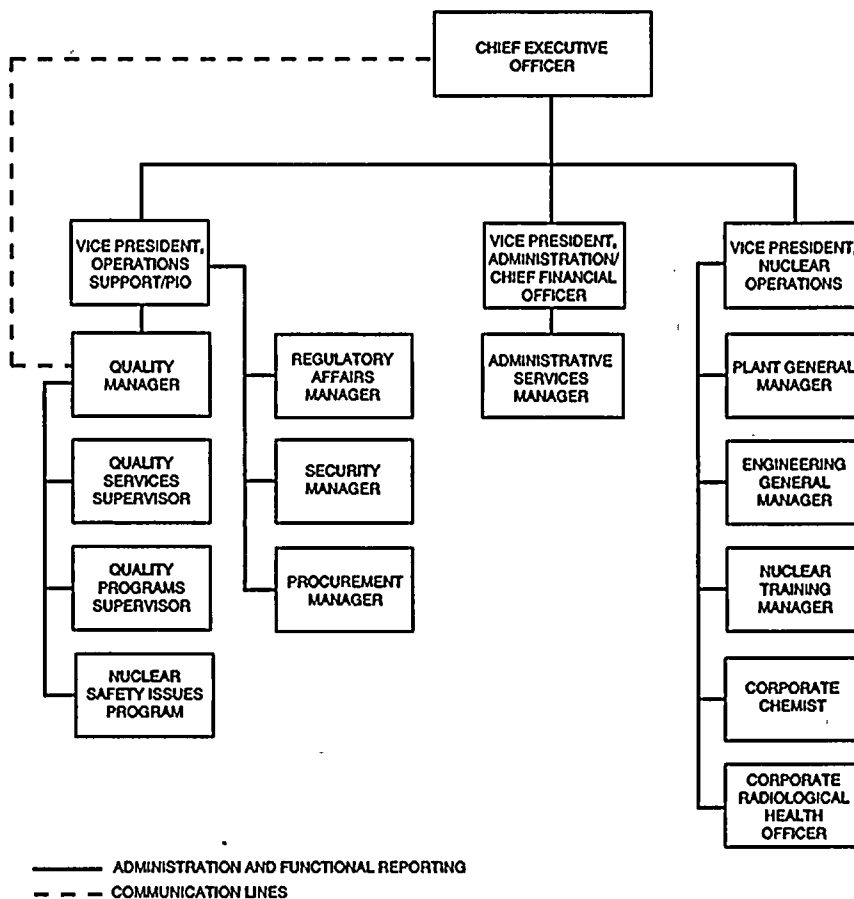 CHIEF EXECUTIVE
OFFICER
VICE PRESIDENT,
OPERATIONS
SUPPORT/PIO
VICE PRESIDENT,
ADMINISTRATION/
CHIEF FINANCIAL
OFFICER
VICE PRESIDENT,
NUCLEAR
OPERATIONS
QUALITY
MANAGER
REGULATORY
AFFAIRS
MANAGER
ADMINISTRATIVE
SERVICES
MANAGER
PLANT GENERAL
MANAGER
QUALITY
SERVICES
SUPERVISOR
SECURITY
MANAGER
ENGINEERING
GENERAL
MANAGER
QUALITY
PROGRAMS
SUPERVISOR
PROCUREMENT
MANAGER
NUCLEAR
TRAINING
MANAGER
NUCLEAR
SAFETY ISSUES
PROGRAM
CORPORATE
CHEMIST
CORPORATE
RADIOLOGICAL
HEALTH
OFFICER
ADMINISTRATION AND FUNCTIONAL REPORTING
COMMUNICATION LINES